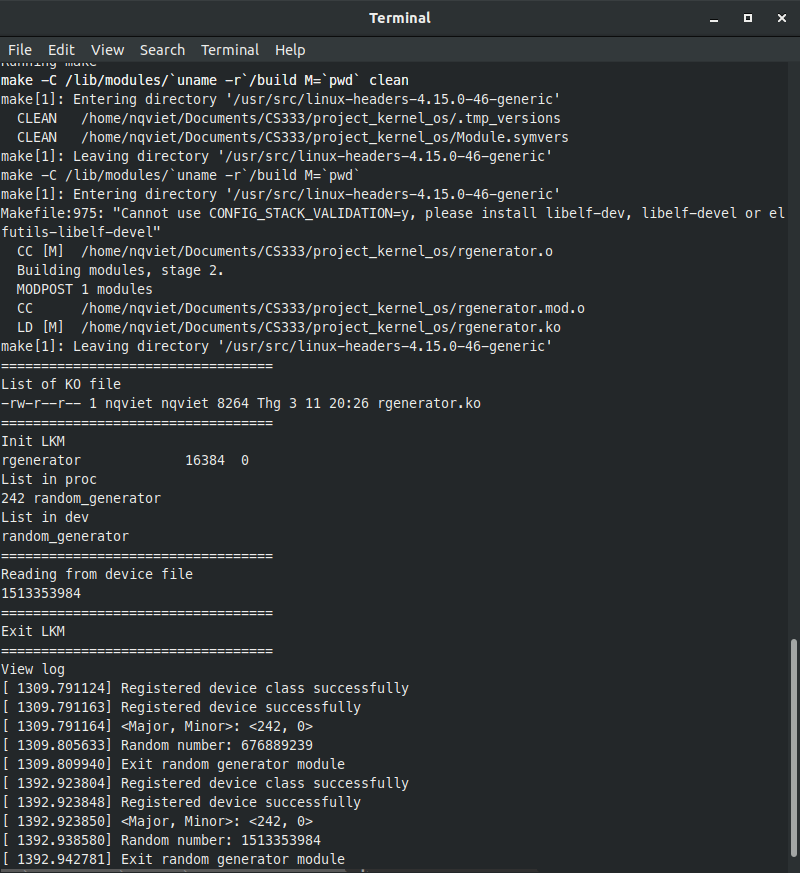 Terminal
File Edit View Search Terminal Help
Running make
make -C /lib/modules/`uname -r`/build M=`pwd` clean
make[1]: Entering directory '/usr/src/linux-headers-4.15.0-46-generic'
  CLEAN   /home/nqviet/Documents/CS333/project_kernel_os/.tmp_versions
  CLEAN   /home/nqviet/Documents/CS333/project_kernel_os/Module.symvers
make[1]: Leaving directory '/usr/src/linux-headers-4.15.0-46-generic'
make -C /lib/modules/`uname -r`/build M=`pwd`
make[1]: Entering directory '/usr/src/linux-headers-4.15.0-46-generic'
Makefile:975: "Cannot use CONFIG_STACK_VALIDATION=y, please install libelf-dev, libelf-devel or el
futils-libelf-devel"
  CC [M]  /home/nqviet/Documents/CS333/project_kernel_os/rgenerator.o
  Building modules, stage 2.
  MODPOST 1 modules
  CC      /home/nqviet/Documents/CS333/project_kernel_os/rgenerator.mod.o
  LD [M]  /home/nqviet/Documents/CS333/project_kernel_os/rgenerator.ko
make[1]: Leaving directory '/usr/src/linux-headers-4.15.0-46-generic'
==================================
List of KO file
-rw-r--r-- 1 nqviet nqviet 8264 Thg 3 11 20:26 rgenerator.ko
==================================
Init LKM
rgenerator             16384  0
List in proc
242 random_generator
List in dev
random_generator
==================================
Reading from device file
1513353984
==================================
Exit LKM
==================================
View log
[ 1309.791124] Registered device class successfully
[ 1309.791163] Registered device successfully
[ 1309.791164] <Major, Minor>: <242, 0>
[ 1309.805633] Random number: 676889239
[ 1309.809940] Exit random generator module
[ 1392.923804] Registered device class successfully
[ 1392.923848] Registered device successfully
[ 1392.923850] <Major, Minor>: <242, 0>
[ 1392.938580] Random number: 1513353984
[ 1392.942781] Exit random generator module